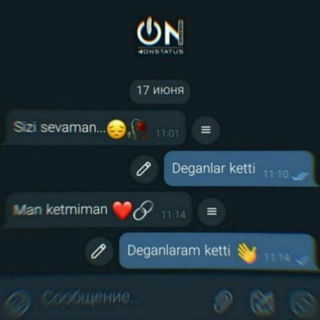 ON
ONSTATUS
17 июня
Sizi sevaman...😔🥀 11:01
Deganlar ketti 11:10
Man ketmiman ❤️🔗 11:14
Deganlaram ketti 👋 11:14
Сообщение...